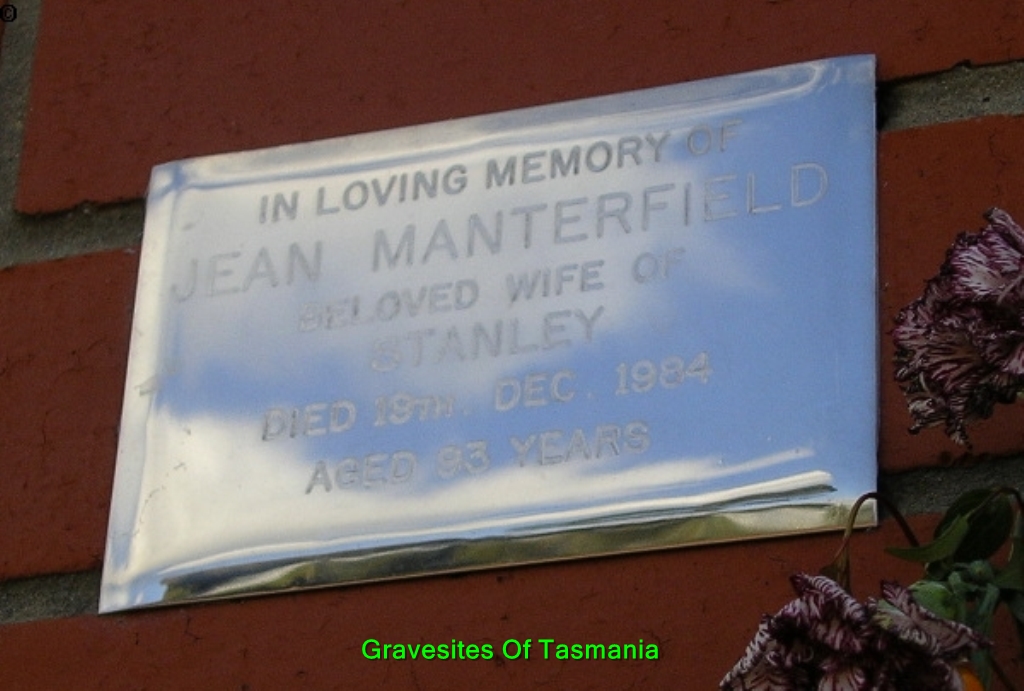 ©
IN LOVING MEMORY OF
JEAN MANTERFIELD
BELOVED WIFE OF
STANLEY
DIED 19TH. DEC. 1984
AGED 83 YEARS
Gravesites Of Tasmania